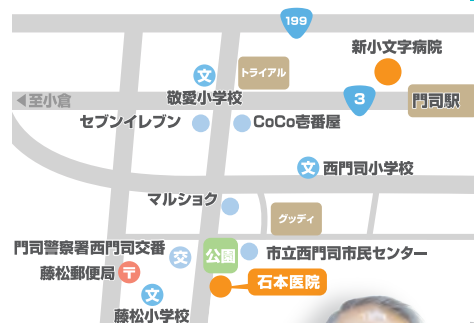 199
新小文字病院
文
トライアル
敬愛小学校
◀至小倉
3
門司駅
セブンイレブン
CoCo壱番屋
文
西門司小学校
マルショク
グッディ
門司警察署西門司交番
交
公園
市立西門司市民センター
藤松郵便局
〒
石本医院
文
藤松小学校